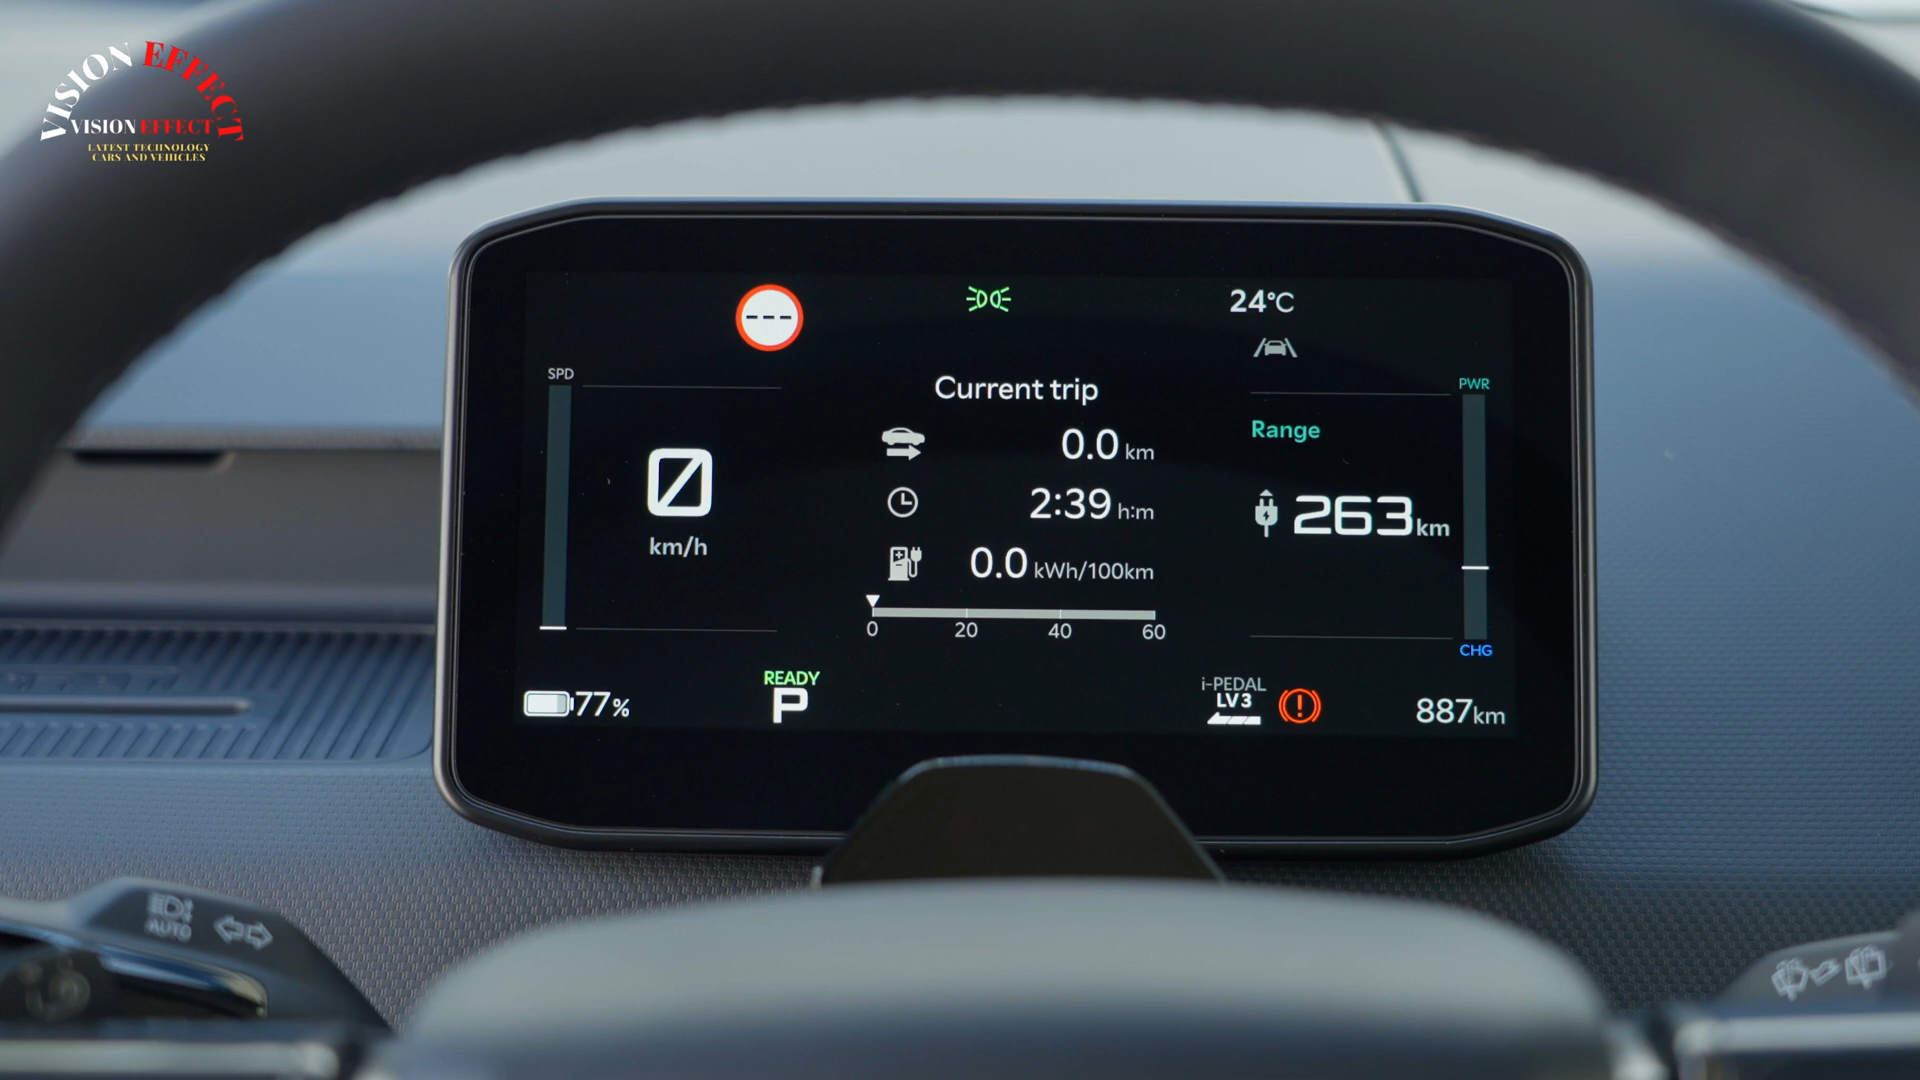 VISION EFFECT
VISION EFFECT
LATEST TECHNOLOGY
CARS AND VEHICLES
---
24°C
SPD
PWR
Current trip
Range
0.0 km
0
km/h
2:39 h:m
263km
0.0 kWh/100km
0 20 40 60
CHG
READY
i-PEDAL
77%
P
LV3
887km
AUTO